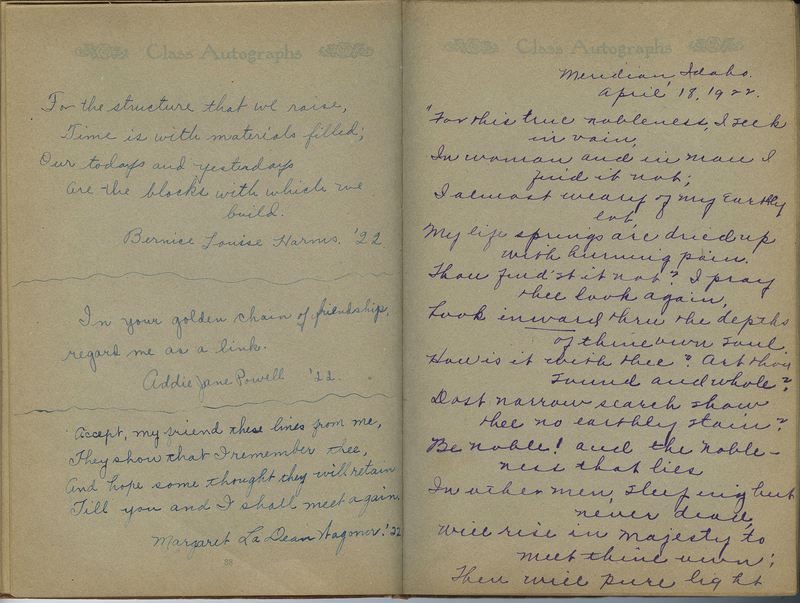 Class Autographs
For the structure that we raise,
Time is with materials filled;
Our todays and yesterdays
are the blocks with which we
build.
Bernice Louise Harms. '22
In your golden chain of friendship,
regard me as a link.
Addie Jane Powell '22.
Accept, my friend these lines from me,
They show that I remember thee,
And hope some thought they will retain
Till you and I shall meet again.
Margaret La Dean Wagoner. '22
38
Class Autographs
Meridian, Idaho.
April 18, 1922.
"For this true nobleness, I seek
in vain,
In woman and in man I
find it not;
I almost weary of my Earthly
lot
My life springs are dried up
with burning pain.
Thou find'st it not? I pray
thee look again,
Look inward thru the depths
of thine own soul.
How is it with thee? Art thou
sound and whole?
Dost narrow search show
thee no earthly stain?
Be noble! and the noble-
ness that lies
In other men, sleeping but
never dead,
Will rise in majesty to
meet thine own;
Then will pure light